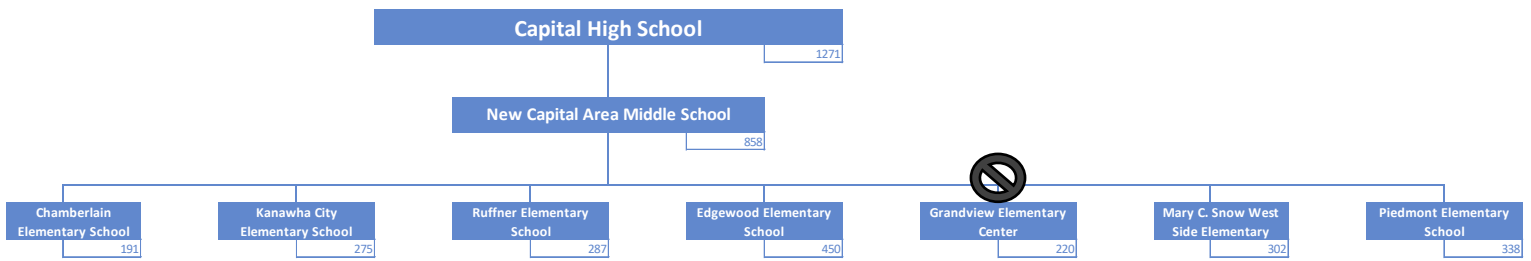 Capital High School
1271
New Capital Area Middle School
858
Chamberlain
Elementary School
191
Kanawha City
Elementary School
275
Ruffner Elementary
School
287
Edgewood Elementary
School
450
Grandview Elementary
Center
220
Mary C. Snow West
Side Elementary
302
Piedmont Elementary
School
338